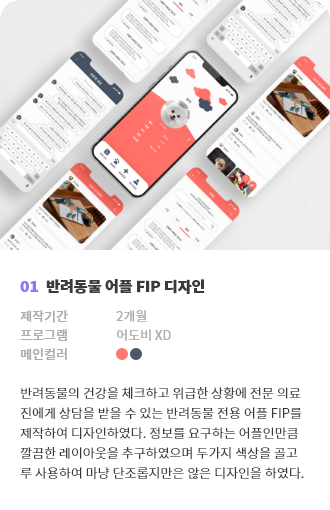 01 반려동물 어플 FIP 디자인
제작기간 2개월
프로그램 어도비 XD
메인컬러
반려동물의 건강을 체크하고 위급한 상황에 전문 의료
진에게 상담을 받을 수 있는 반려동물 전용 어플 FIP를
제작하여 디자인하였다. 정보를 요구하는 어플인만큼
깔끔한 레이아웃을 추구하였으며 두가지 색상을 골고
루 사용하여 마냥 단조롭지만은 않은 디자인을 하였다.